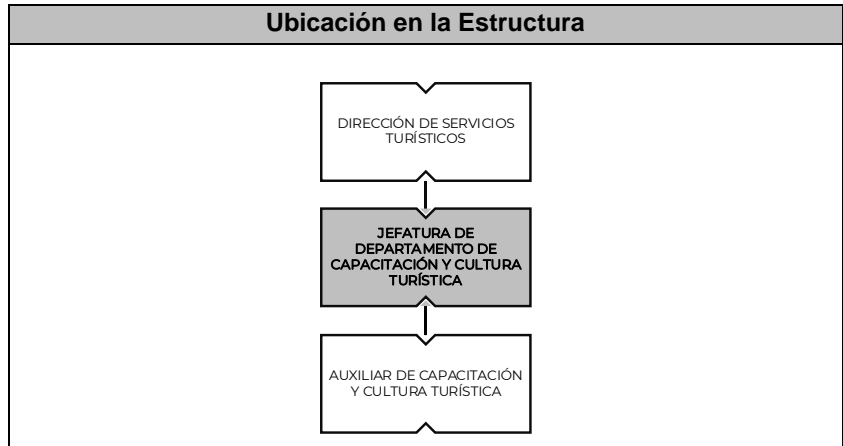 Ubicación en la Estructura
DIRECCIÓN DE SERVICIOS
TURÍSTICOS
JEFATURA DE
DEPARTAMENTO DE
CAPACITACIÓN Y CULTURA
TURÍSTICA
AUXILIAR DE CAPACITACIÓN
Y CULTURA TURÍSTICA